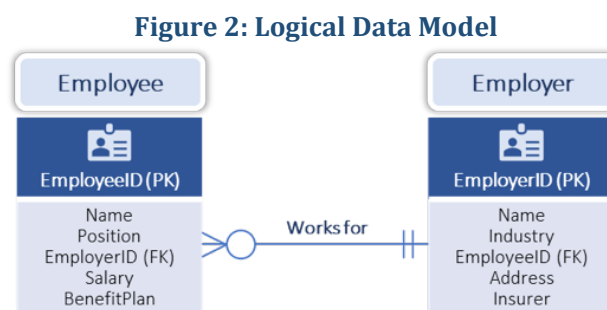 Figure 2: Logical Data Model
Employee
EmployeeID (PK)
Name
Position
EmployerID (FK)
Salary
BenefitPlan
Works for
Employer
EmployerID (PK)
Name
Industry
EmployeeID (FK)
Address
Insurer